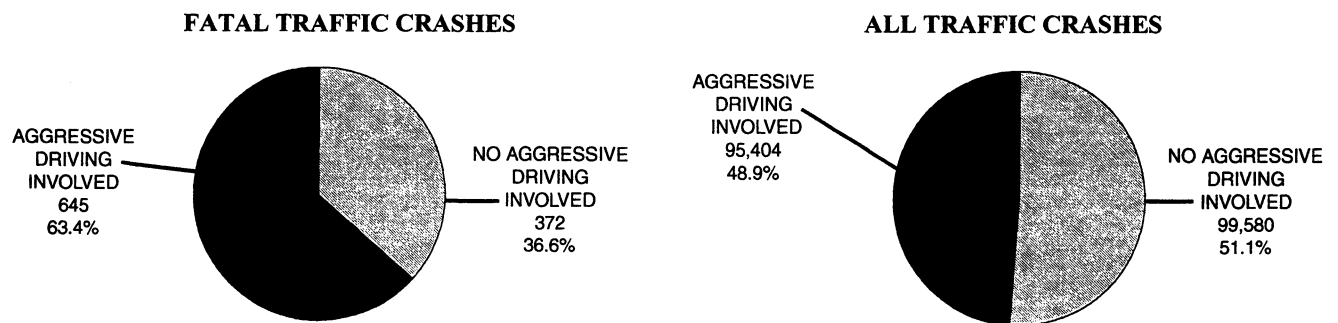 FATAL TRAFFIC CRASHES
AGGRESSIVE
DRIVING
INVOLVED
645
63.4%
NO AGGRESSIVE
DRIVING
INVOLVED
372
36.6%
ALL TRAFFIC CRASHES
AGGRESSIVE
DRIVING
INVOLVED
95,404
48.9%
NO AGGRESSIVE
DRIVING
INVOLVED
99,580
51.1%